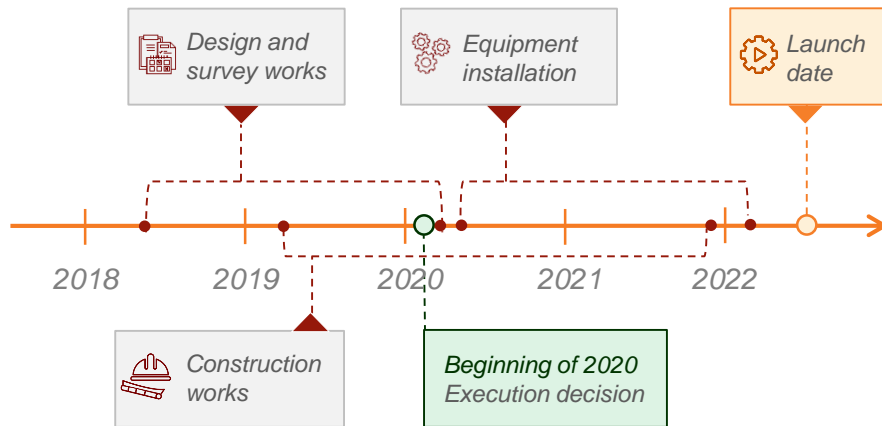 Design and
survey works
Equipment
installation
Launch
date
2018
2019
2020
2021
2022
Construction
works
Beginning of 2020
Execution decision